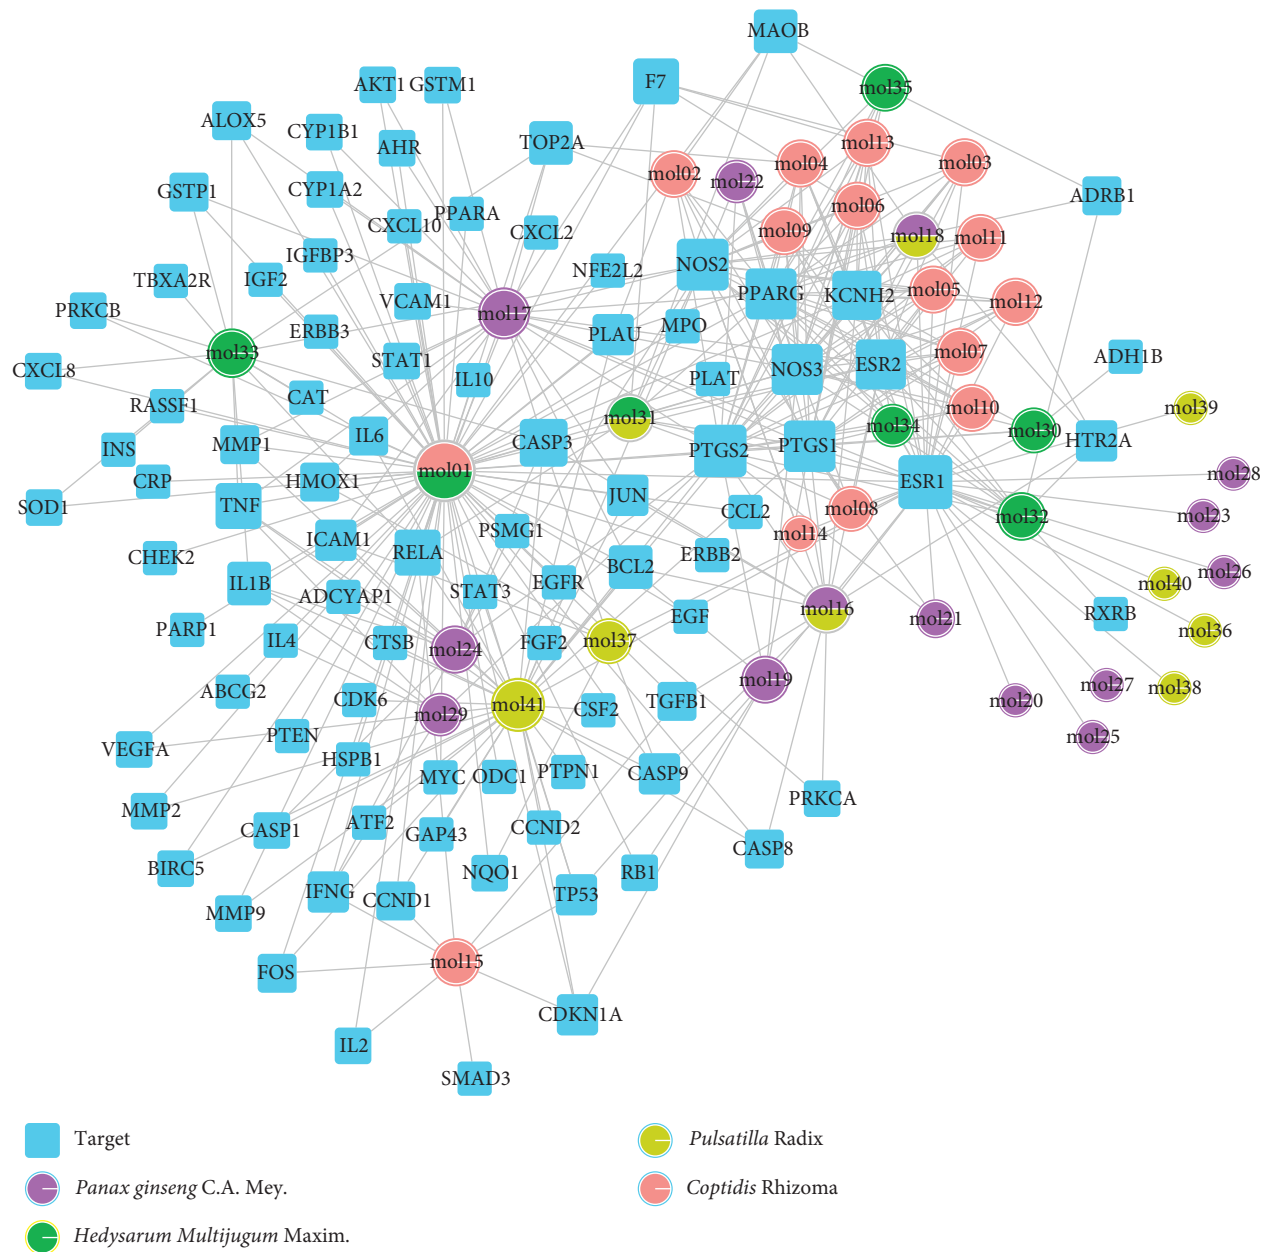 MAOB
F7
mol35
AKT1
GSTM1
ALOX5
CYP1B1
AHR
TOP2A
mol13
mol04
mol03
mol02
mol22
GSTP1
CYP1A2
ADRB1
CXCL10
PPARA
CXCL2
mol06
mol09
mol18
mol11
IGFBP3
IGF2
TBXA2R
NFE2L2
NOS2
PPARG
KCNH2
mol05
mol12
PRKCB
VCAM1
mol17
ERBB3
PLAU
MPO
mol33
STAT1
mol07
ADH1B
CXCL8
IL10
PLAT
NOS3
ESR2
RASSF1
CAT
mol31
mol34
mol10
mol39
INS
MMP1
IL6
CASP3
PTGS2
PTGS1
mol30
HTR2A
CRP
HMOX1
mol01
ESR1
mol28
SOD1
TNF
JUN
CCL2
mol08
mol32
mol23
CHEK2
ICAM1
RELA
PSMG1
ERBB2
mol14
IL1B
ADCYAP1
STAT3
EGFR
BCL2
mol40
mol26
PARP1
IL4
CTSB
mol24
FGF2
mol37
EGF
mol16
mol21
RXRB
mol36
ABCG2
CDK6
mol29
mol41
CSF2
TGFB1
mol19
mol20
mol27
mol38
VEGFA
PTEN
HSPB1
mol25
MYC
ODC1
PTPN1
CASP9
MMP2
PRKCA
CASP1
ATF2
GAP43
CCND2
CASP8
BIRC5
NQO1
RB1
MMP9
IFNG
CCND1
TP53
FOS
mol15
CDKN1A
IL2
SMAD3
Target
Panax ginseng C.A. Mey.
Hedysarum Multijugum Maxim.
Pulsatilla Radix
Coptidis Rhizoma